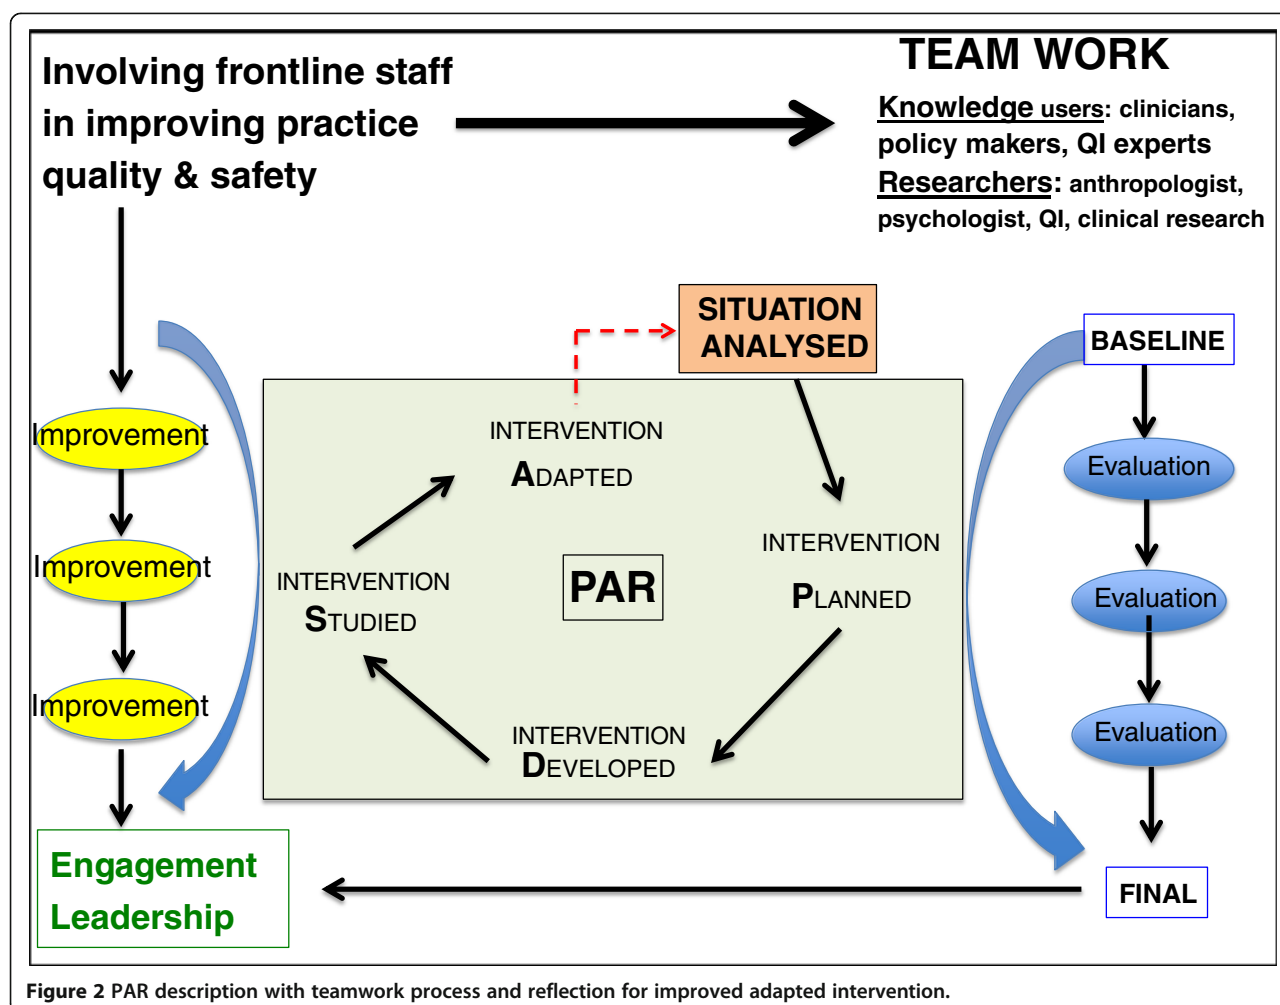 Involving frontline staff
in improving practice
quality & safety
TEAM WORK
Knowledge users: clinicians,
policy makers, QI experts
Researchers: anthropologist,
psychologist, QI, clinical research
SITUATION
ANALYSED
BASELINE
Improvement
Improvement
Improvement
INTERVENTION
ADAPTED
INTERVENTION
PLANNED
INTERVENTION
STUDIED
PAR
INTERVENTION
DEVELOPED
Evaluation
Evaluation
Evaluation
Engagement
Leadership
FINAL
Figure 2 PAR description with teamwork process and reflection for improved adapted intervention.